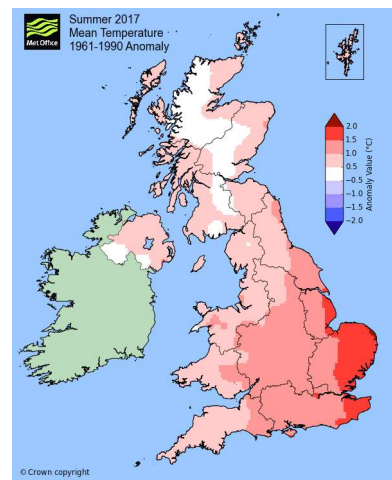 Met Office
Summer 2017
Mean Temperature
1961-1990 Anomaly
2.0
1.5
1.0
0.5
−0.5
−1.0
−1.5
−2.0
Anomaly Value (°C)
© Crown copyright